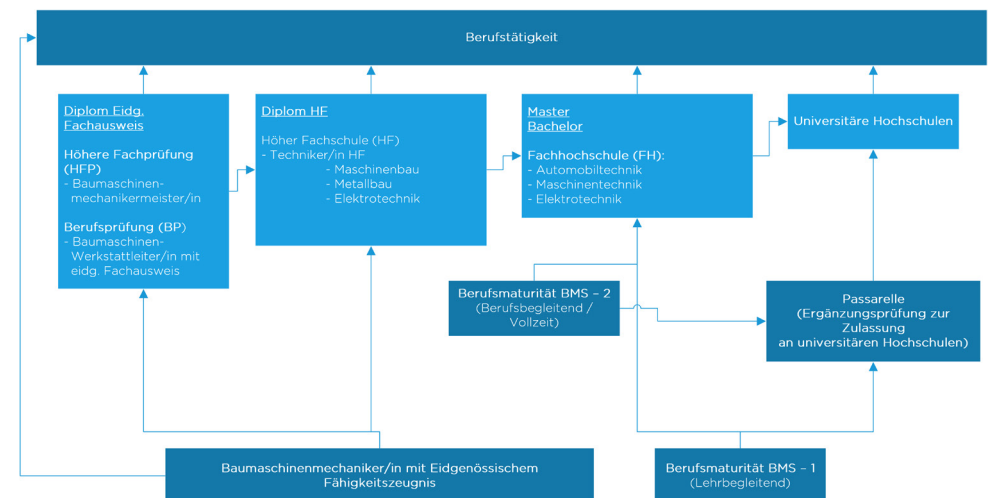 Berufstätigkeit
Diplom Eidg.
Fachausweis
Höhere Fachprüfung
(HFP)
- Baumaschinen-
mechanikermeister/in
Berufsprüfung (BP)
- Baumaschinen-
Werkstattleiter/in mit
eidg. Fachausweis
Diplom HF
Höher Fachschule (HF)
- Techniker/in HF
- Maschinenbau
- Metallbau
- Elektrotechnik
Master
Bachelor
Fachhochschule (FH):
- Automobiltechnik
- Maschinentechnik
- Elektrotechnik
Universitäre Hochschulen
Berufsmaturität BMS – 2
(Berufsbegleitend /
Vollzeit)
Passarelle
(Ergänzungsprüfung zur
Zulassung
an universitären Hochschulen)
Baumaschinenmechaniker/in mit Eidgenössischem
Fähigkeitszeugnis
Berufsmaturität BMS – 1
(Lehrbegleitend)